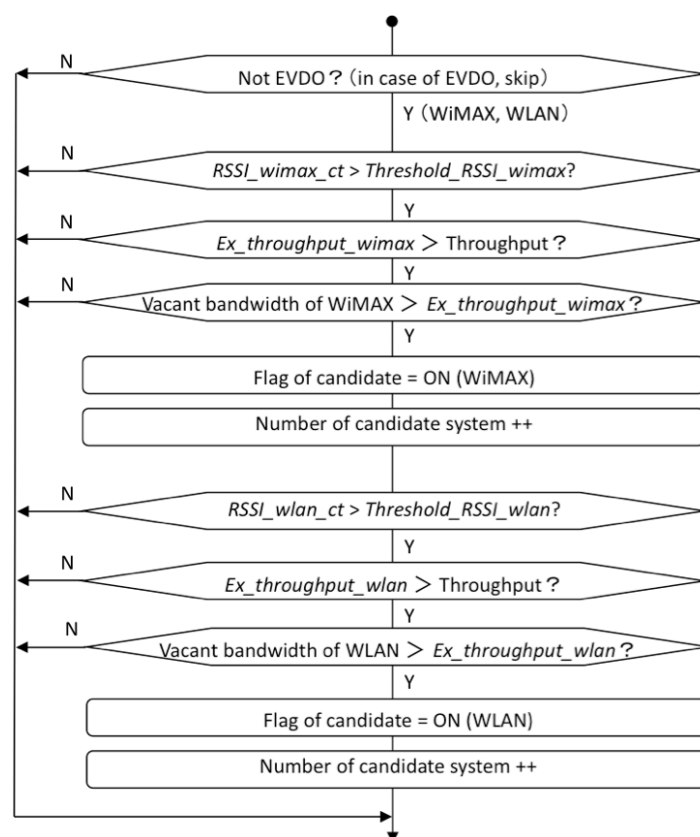 N
Not EVDO？(in case of EVDO, skip)
Y (WiMAX, WLAN)
N
RSSI_wimax_ct > Threshold_RSSI_wimax?
Y
N
Ex_throughput_wimax ＞ Throughput？
Y
N
Vacant bandwidth of WiMAX ＞ Ex_throughput_wimax？
Y
Flag of candidate = ON (WiMAX)
Number of candidate system ++
N
RSSI_wlan_ct > Threshold_RSSI_wlan?
Y
N
Ex_throughput_wlan ＞ Throughput？
Y
N
Vacant bandwidth of WLAN ＞ Ex_throughput_wlan？
Y
Flag of candidate = ON (WLAN)
Number of candidate system ++